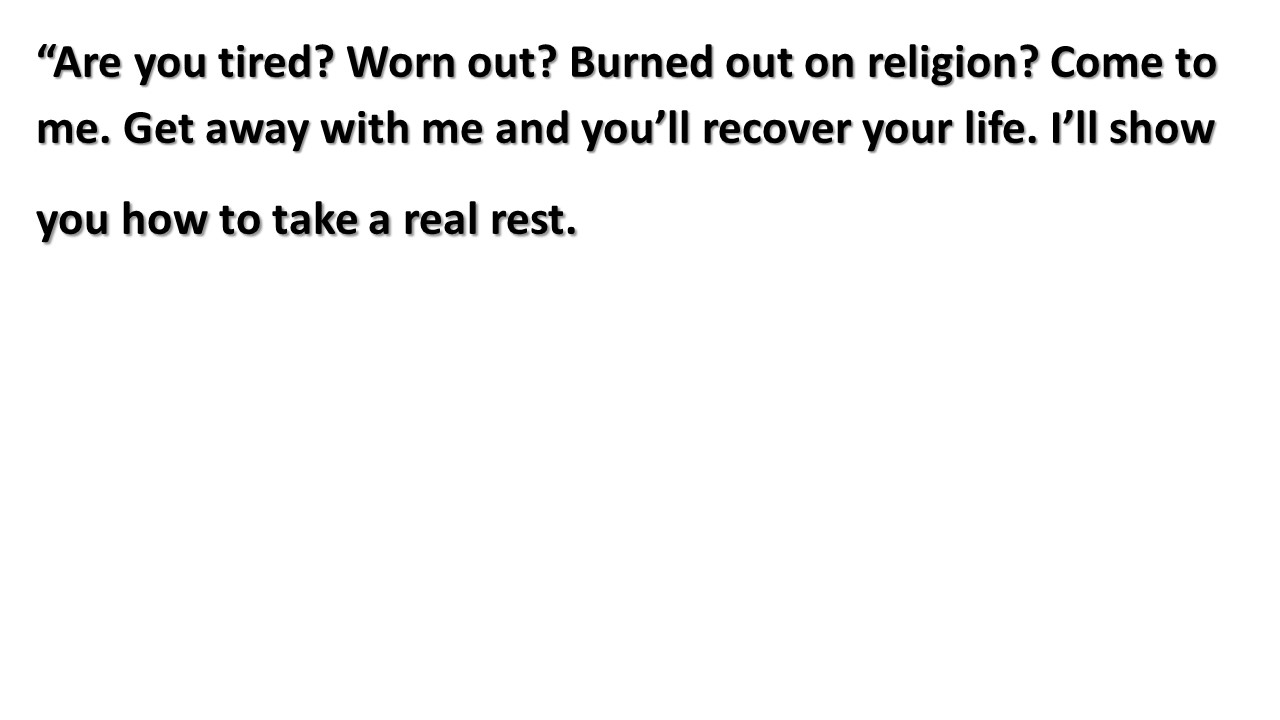 “Are you tired? Worn out? Burned out on religion? Come to
me. Get away with me and you’ll recover your life. I’ll show
you how to take a real rest.